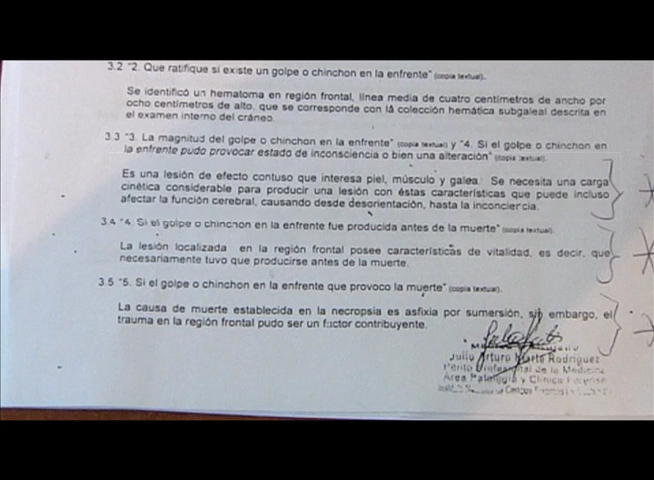 3.2 "2. Que ratifique si existe un golpe o chinchon en la enfrente" (copia textual).
Se identificó un hematoma en región frontal, línea media de cuatro centímetros de ancho por
ocho centímetros de alto, que se corresponde con lá colección hemática subgaleal descrita en
el examen interno del cráneo.
3.3 "3. La magnitud del golpe o chinchon en la enfrente" (copia textual) y "4. Si el golpe o chinchon en
la enfrente pudo provocar estado de inconsciencia o bien una alteración" (copia textual).
Es una lesión de efecto contuso que interesa piel, músculo y galea. Se necesita una carga
cinética considerable para producir una lesión con éstas características que puede incluso
afectar la función cerebral, causando desde desorientación, hasta la inconciencia.
3.4 "4. Si el golpe o chinchon en la enfrente fue producida antes de la muerte" (copia textual).
La lesión localizada en la región frontal posee características de vitalidad, es decir, que
necesariamente tuvo que producirse antes de la muerte.
3.5 "5. Si el golpe o chinchon en la enfrente que provoco la muerte" (copia textual).
La causa de muerte establecida en la necropsia es asfixia por sumersión, sin embargo, el
trauma en la región frontal pudo ser un factor contribuyente.
Julio Arturo Rodriguez
Perito Profesional de la Medicina
Area Patología y Clínica Forense